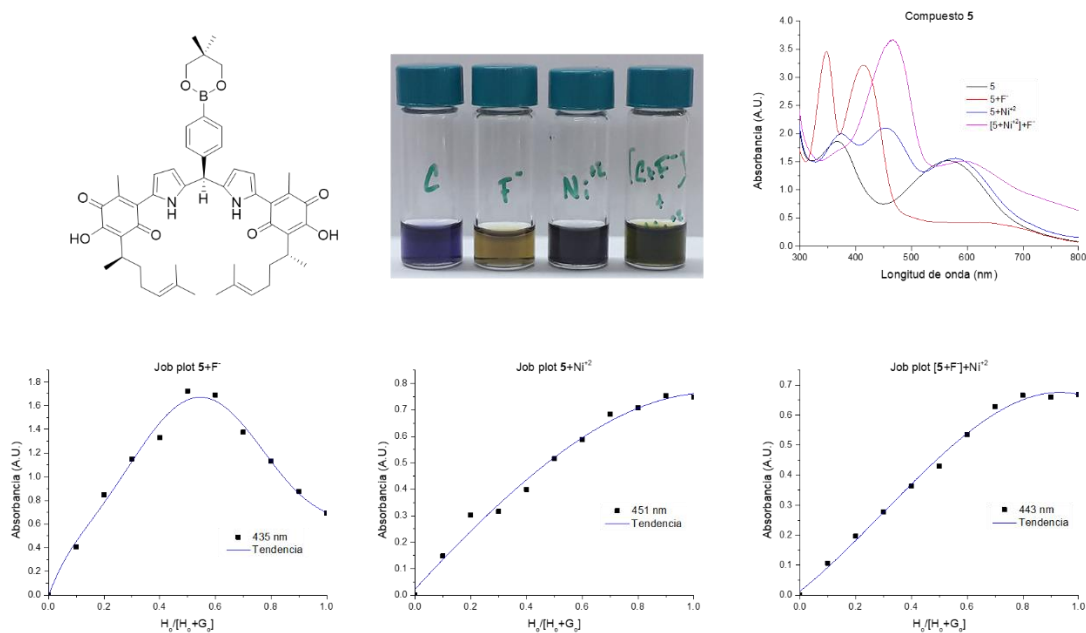 Compuesto 5
O
O
B
NH
HN
O
O
O
O
HO
OH
C
F⁻
Ni⁺²
[C+F⁻]
+
Absorbancia (A.U.)
4.0
3.5
3.0
2.5
2.0
1.5
1.0
0.5
0.0
5
5+F⁻
5+Ni⁺²
[5+Ni⁺²]+F⁻
300 400 500 600 700 800
Longitud de onda (nm)
Job plot 5+F⁻
Absorbancia (A.U.)
1.8
1.6
1.4
1.2
1.0
0.8
0.6
0.4
0.2
0.0
435 nm
Tendencia
0.0 0.2 0.4 0.6 0.8 1.0
H₀/[H₀+G₀]
Job plot 5+Ni⁺²
Absorbancia (A.U.)
0.8
0.7
0.6
0.5
0.4
0.3
0.2
0.1
0.0
451 nm
Tendencia
0.0 0.2 0.4 0.6 0.8 1.0
H₀/[H₀+G₀]
Job plot [5+F⁻]+Ni⁺²
Absorbancia (A.U.)
0.7
0.6
0.5
0.4
0.3
0.2
0.1
0.0
443 nm
Tendencia
0.0 0.2 0.4 0.6 0.8 1.0
H₀/[H₀+G₀]